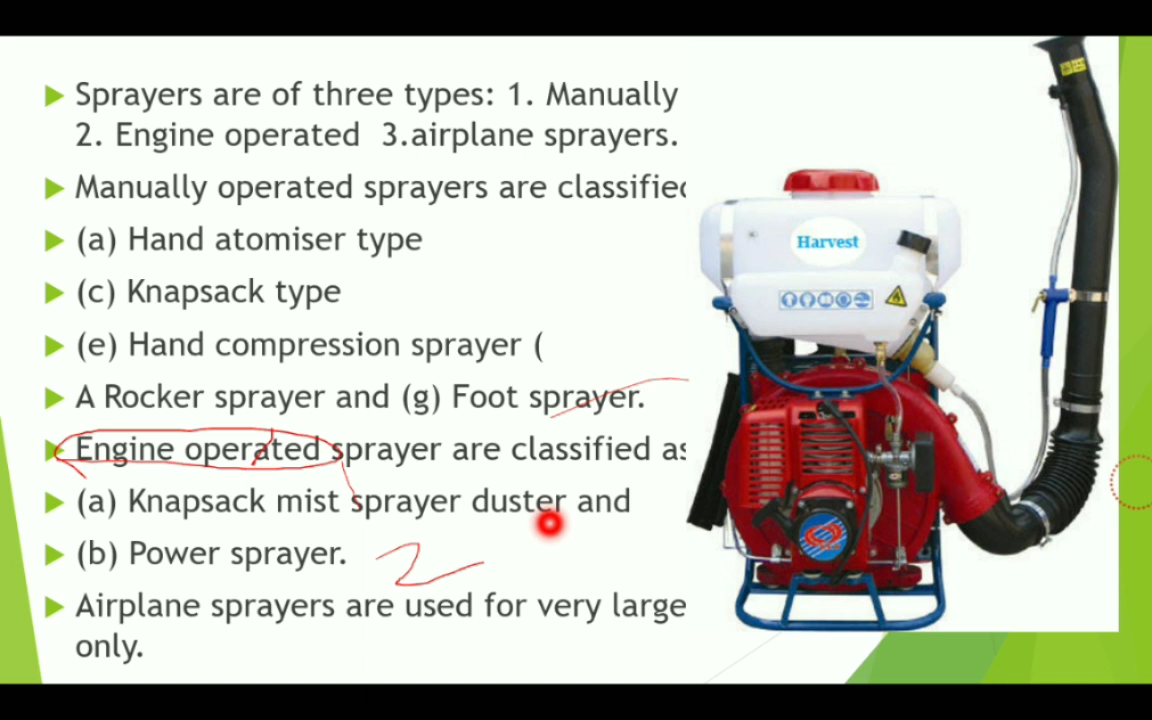 Sprayers are of three types: 1. Manually
2. Engine operated 3.airplane sprayers.
Manually operated sprayers are classified
(a) Hand atomiser type
(c) Knapsack type
(e) Hand compression sprayer (
A Rocker sprayer and (g) Foot sprayer.
Engine operated sprayer are classified as
(a) Knapsack mist sprayer duster and
(b) Power sprayer. 2
Airplane sprayers are used for very large
only.
Harvest